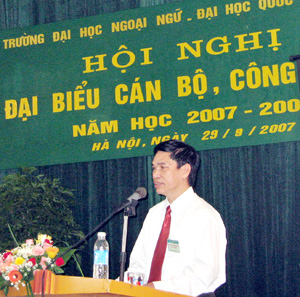 TRƯỜNG ĐẠI HỌC NGOẠI NGỮ - ĐẠI HỌC QUỐC
HỘI NGHỊ
ĐẠI BIỂU CÁN BỘ, CÔNG
NĂM HỌC 2007-200
HÀ NỘI, NGÀY 29/9/2007